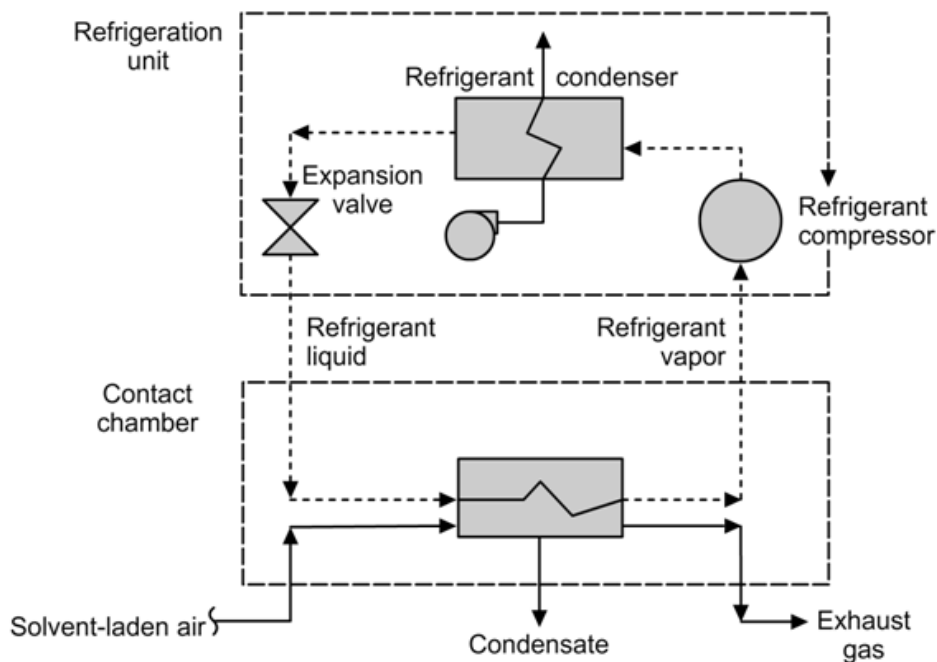 Refrigeration
unit
Refrigerant condenser
Expansion
valve
Refrigerant
compressor
Refrigerant
liquid
Refrigerant
vapor
Contact
chamber
Solvent-laden air
Condensate
Exhaust
gas